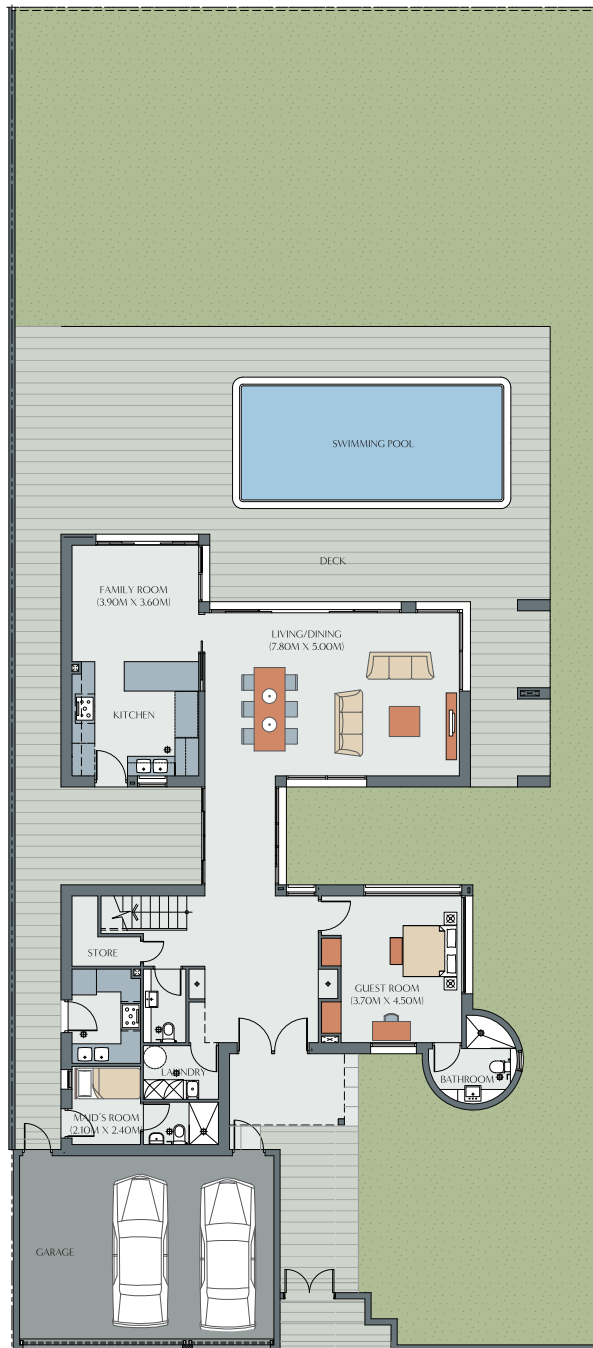 SWIMMING POOL
DECK
FAMILY ROOM
(3.90M X 3.60M)
LIVING/DINING
(7.80M X 5.00M)
KITCHEN
STORE
GUEST ROOM
(3.70M X 4.50M)
LAUNDRY
BATHROOM
MAID'S ROOM
(2.10M X 2.40M)
GARAGE